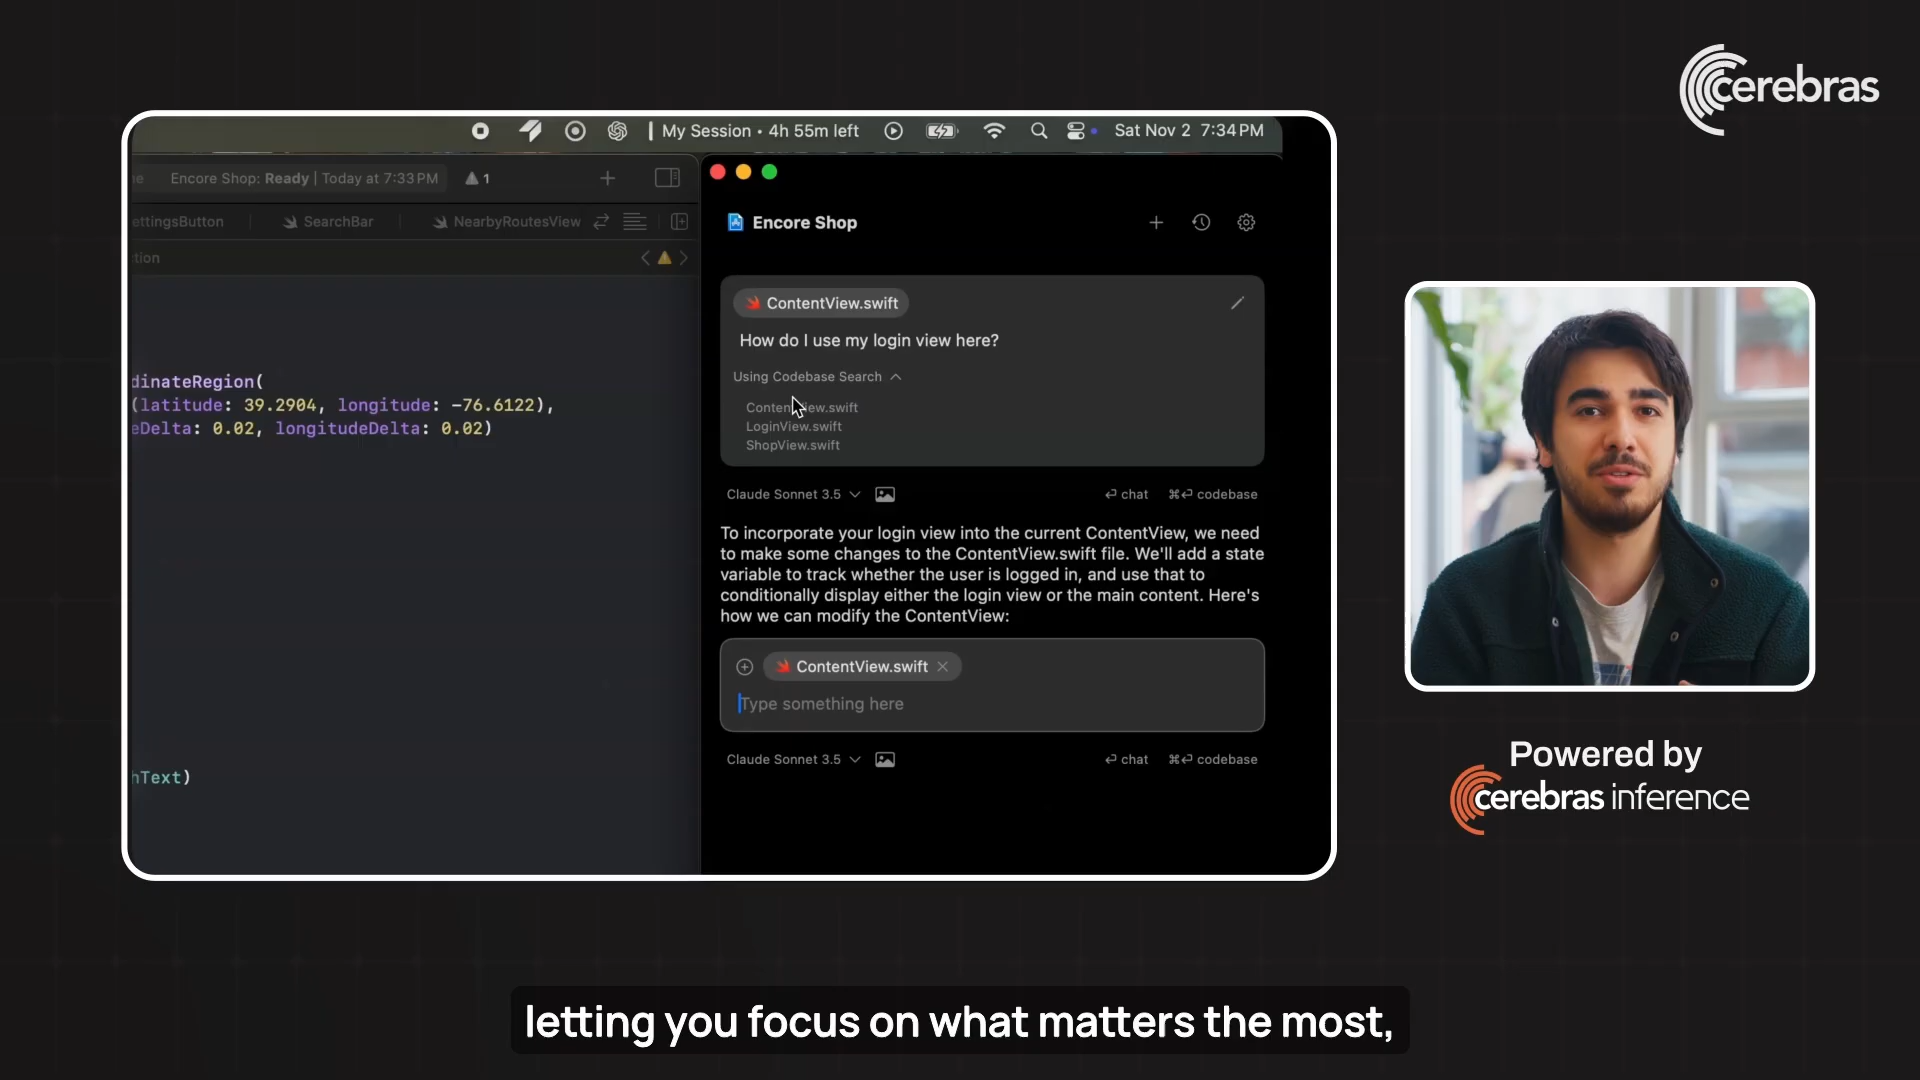 cerebras
My Session • 4h 55m left
Sat Nov 2 7:34 PM
Encore Shop: Ready | Today at 7:33 PM
1
ettingsButton
SearchBar
NearbyRoutesView
tion
dinateRegion(
(latitude: 39.2904, longitude: -76.6122),
eDelta: 0.02, longitudeDelta: 0.02)
hText)
Encore Shop
ContentView.swift
How do I use my login view here?
Using Codebase Search
LoginView.swift
ShopView.swift
Claude Sonnet 3.5
⏎ chat ⌘⏎ codebase
To incorporate your login view into the current ContentView, we need
to make some changes to the ContentView.swift file. We'll add a state
variable to track whether the user is logged in, and use that to
conditionally display either the login view or the main content. Here's
how we can modify the ContentView:
ContentView.swift
Type something here
Claude Sonnet 3.5
⏎ chat ⌘⏎ codebase
Powered by
cerebras inference
letting you focus on what matters the most,